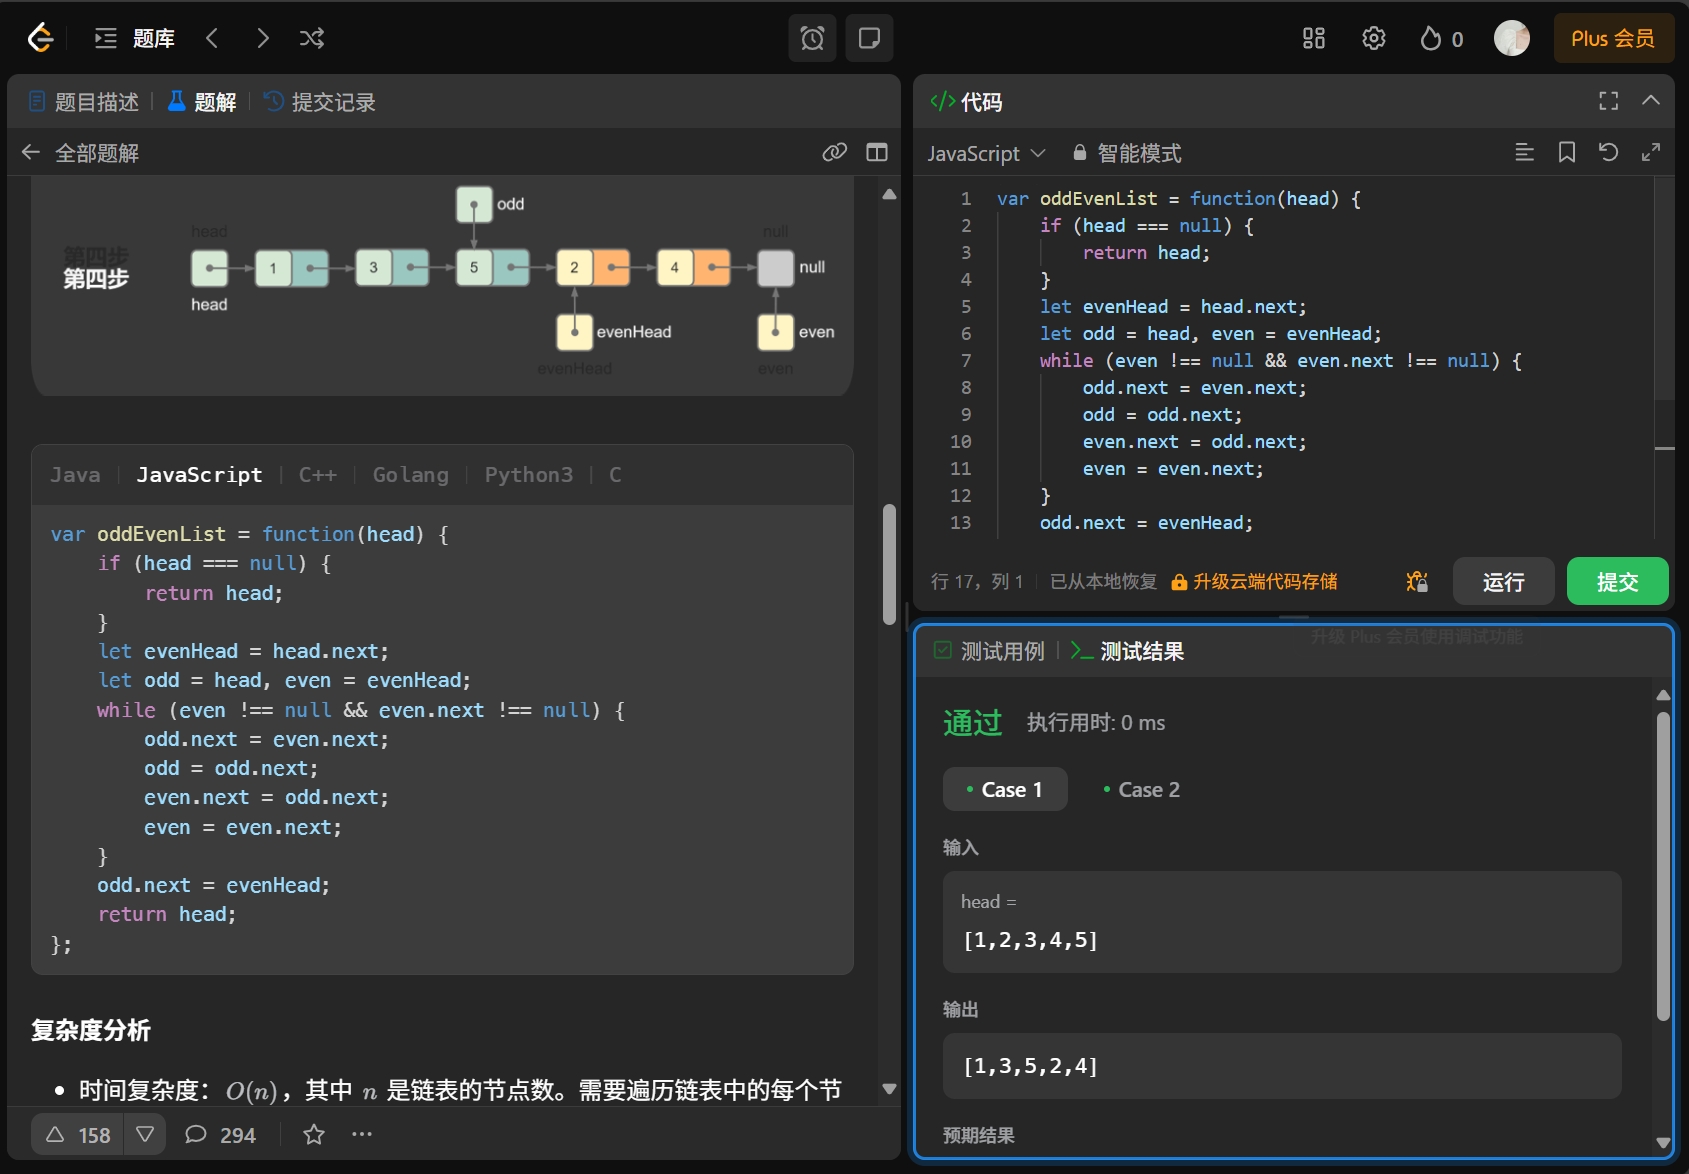 题库
0
Plus 会员
题目描述
题解
提交记录
全部题解
第四步
第四步
head
head
1
3
5
2
4
odd
null
null
evenHead
evenHead
even
even
Java
JavaScript
C++
Golang
Python3
C
var oddEvenList = function(head) {
    if (head === null) {
        return head;
    }
    let evenHead = head.next;
    let odd = head, even = evenHead;
    while (even !== null && even.next !== null) {
        odd.next = even.next;
        odd = odd.next;
        even.next = odd.next;
        even = even.next;
    }
    odd.next = evenHead;
    return head;
};
复杂度分析
• 时间复杂度：O(n)，其中 n 是链表的节点数。需要遍历链表中的每个节
158
294
代码
JavaScript
智能模式
1 var oddEvenList = function(head) {
2     if (head === null) {
3         return head;
4     }
5     let evenHead = head.next;
6     let odd = head, even = evenHead;
7     while (even !== null && even.next !== null) {
8         odd.next = even.next;
9         odd = odd.next;
10         even.next = odd.next;
11         even = even.next;
12     }
13     odd.next = evenHead;
行 17，列 1
已从本地恢复
升级云端代码存储
运行
提交
升级 Plus 会员使用调试功能
测试用例
测试结果
通过
执行用时: 0 ms
• Case 1
• Case 2
输入
head =
[1,2,3,4,5]
输出
[1,3,5,2,4]
预期结果